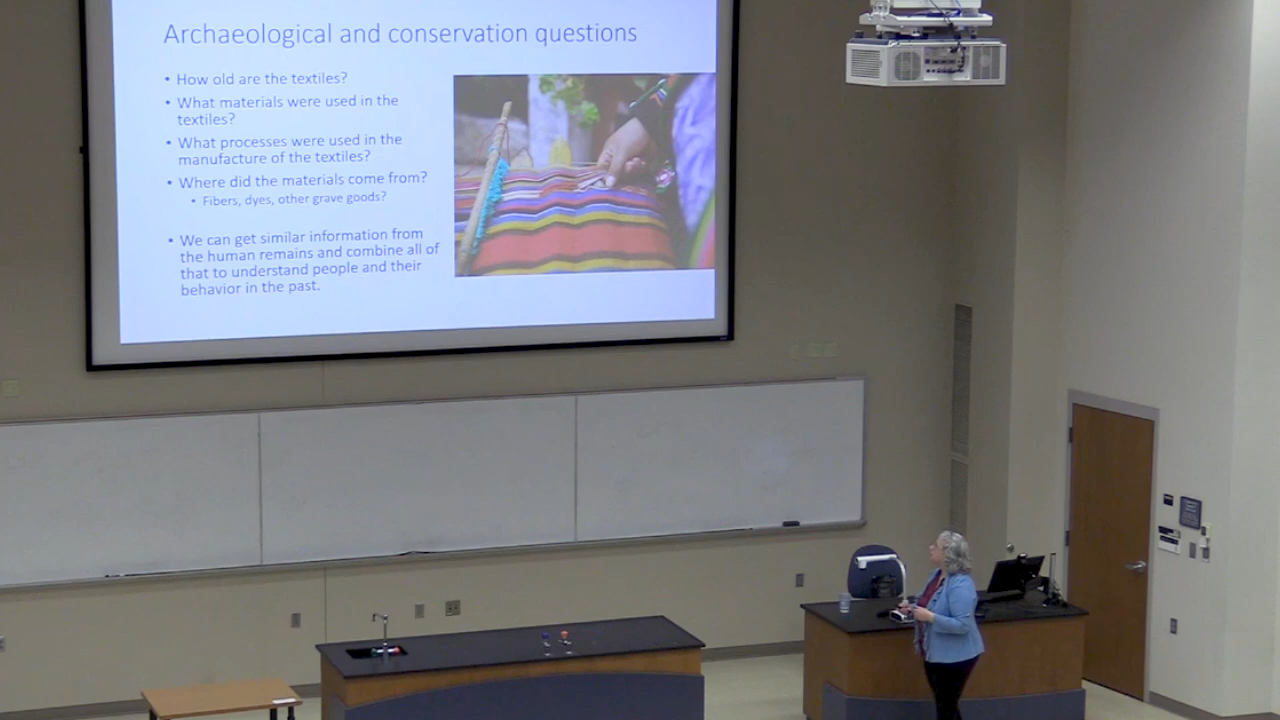 Archaeological and conservation questions
• How old are the textiles?
• What materials were used in the
textiles?
• What processes were used in the
manufacture of the textiles?
• Where did the materials come from?
• Fibers, dyes, other grave goods?
• We can get similar information from
the human remains and combine all of
that to understand people and their
behavior in the past.